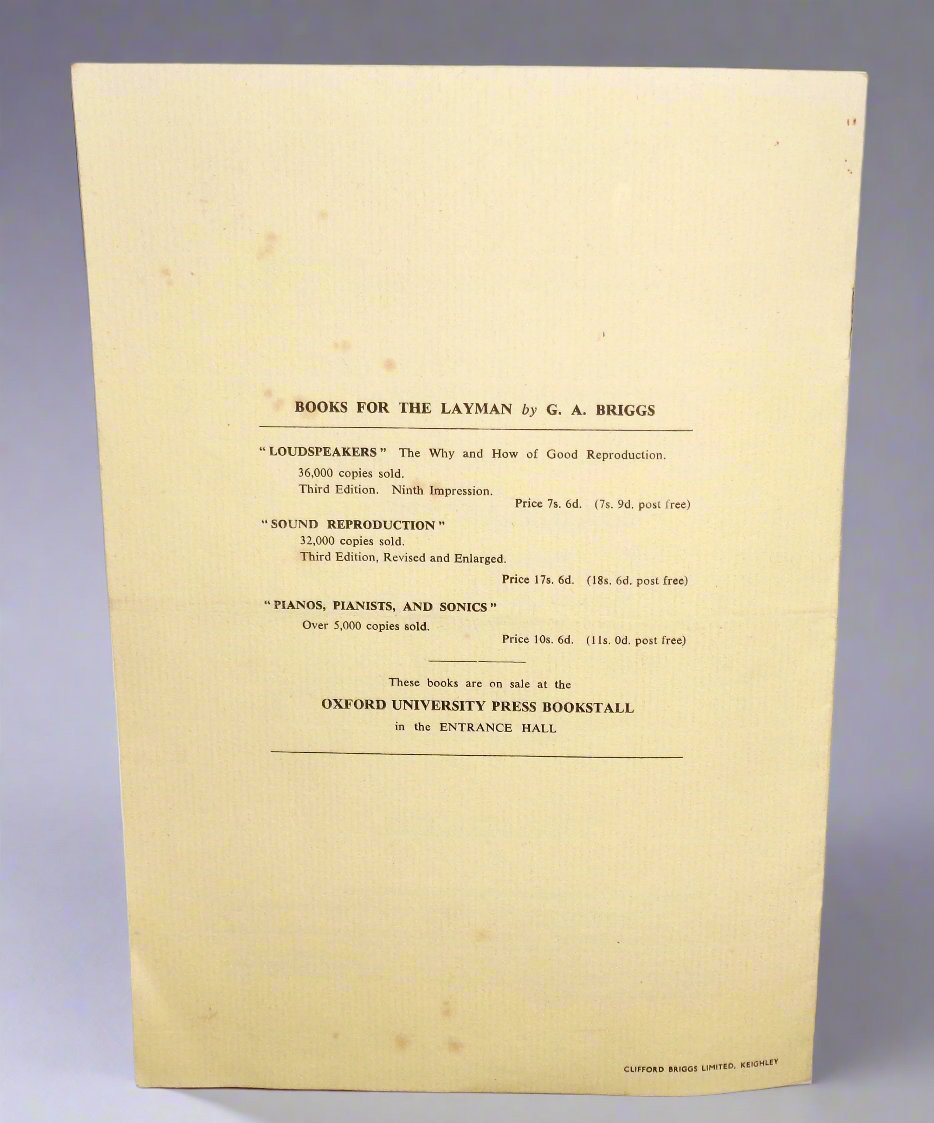 BOOKS FOR THE LAYMAN by G. A. BRIGGS
“LOUDSPEAKERS” The Why and How of Good Reproduction.
36,000 copies sold.
Third Edition. Ninth Impression.
Price 7s. 6d. (7s. 9d. post free)
“SOUND REPRODUCTION”
32,000 copies sold.
Third Edition, Revised and Enlarged.
Price 17s. 6d. (18s. 6d. post free)
“PIANOS, PIANISTS, AND SONICS”
Over 5,000 copies sold.
Price 10s. 6d. (11s. 0d. post free)
These books are on sale at the
OXFORD UNIVERSITY PRESS BOOKSTALL
in the ENTRANCE HALL
CLIFFORD BRIGGS LIMITED, KEIGHLEY